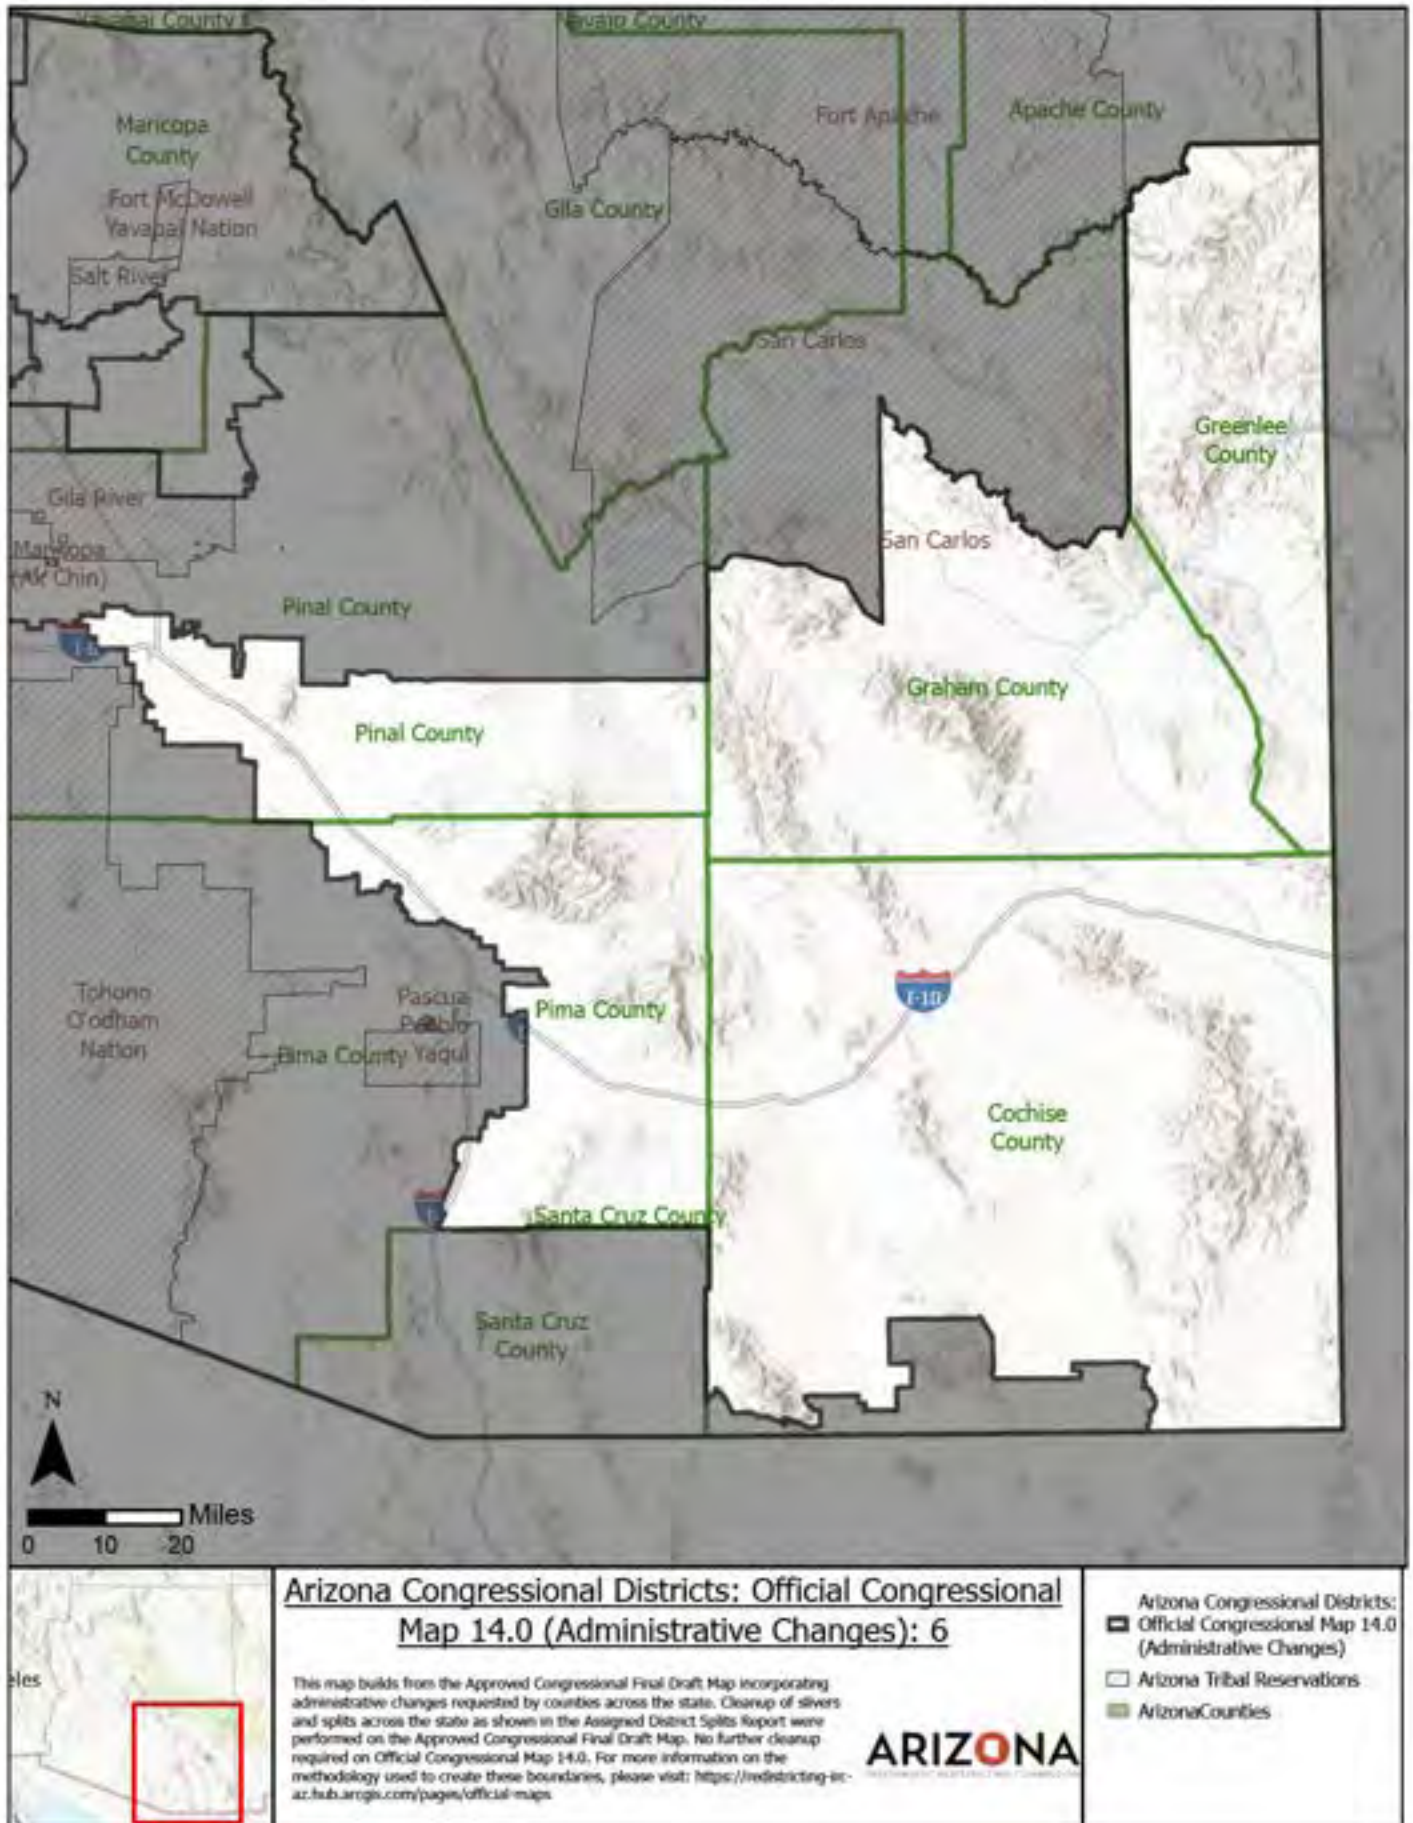 Yavapai County
Navajo County
Maricopa
County
Fort Apache
Apache County
Fort McDowell
Yavapai Nation
Gila County
Salt River
San Carlos
Greenlee
County
Gila River
Maricopa
(Ak Chin)
San Carlos
Pinal County
I-8
Graham County
Pinal County
I-10
Tohono
O'odham
Nation
Pascua
Pueblo
Yaqui
Pima County
Pima County
Cochise
County
Santa Cruz County
Santa Cruz
County
N
Miles
0 10 20
Arizona Congressional Districts: Official Congressional
Map 14.0 (Administrative Changes): 6
This map builds from the Approved Congressional Final Draft Map incorporating
administrative changes requested by counties across the state. Cleanup of slivers
and splits across the state as shown in the Assigned District Splits Report were
performed on the Approved Congressional Final Draft Map. No further cleanup
required on Official Congressional Map 14.0. For more information on the
methodology used to create these boundaries, please visit: https://redistricting-irc-
az.hub.arcgis.com/pages/official-maps
ARIZONA
Arizona Congressional Districts:
Official Congressional Map 14.0
(Administrative Changes)
Arizona Tribal Reservations
ArizonaCounties
eles